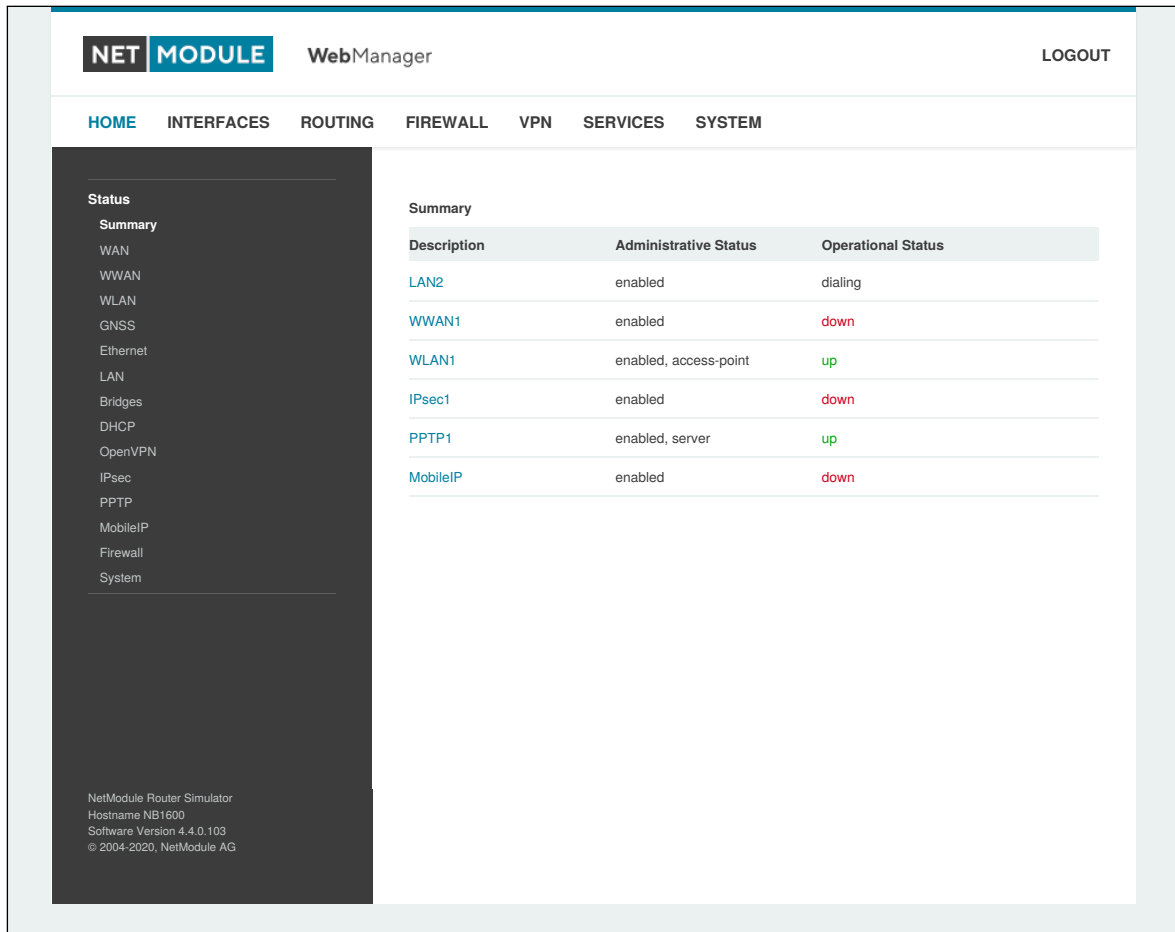 NET MODULE WebManager LOGOUT
HOME INTERFACES ROUTING FIREWALL VPN SERVICES SYSTEM
Status
Summary
WAN
WWAN
WLAN
GNSS
Ethernet
LAN
Bridges
DHCP
OpenVPN
IPsec
PPTP
MobileIP
Firewall
System
NetModule Router Simulator
Hostname NB1600
Software Version 4.4.0.103
© 2004-2020, NetModule AG
Summary
Description Administrative Status Operational Status
LAN2 enabled dialing
WWAN1 enabled down
WLAN1 enabled, access-point up
IPsec1 enabled down
PPTP1 enabled, server up
MobileIP enabled down